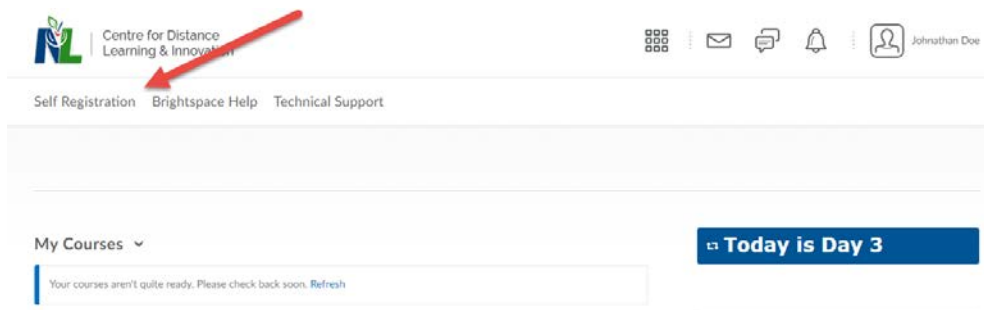 NL
Centre for Distance
Learning & Innovation
Johnathan Doe
Self Registration Brightspace Help Technical Support
My Courses
Today is Day 3
Your courses aren't quite ready. Please check back soon. Refresh